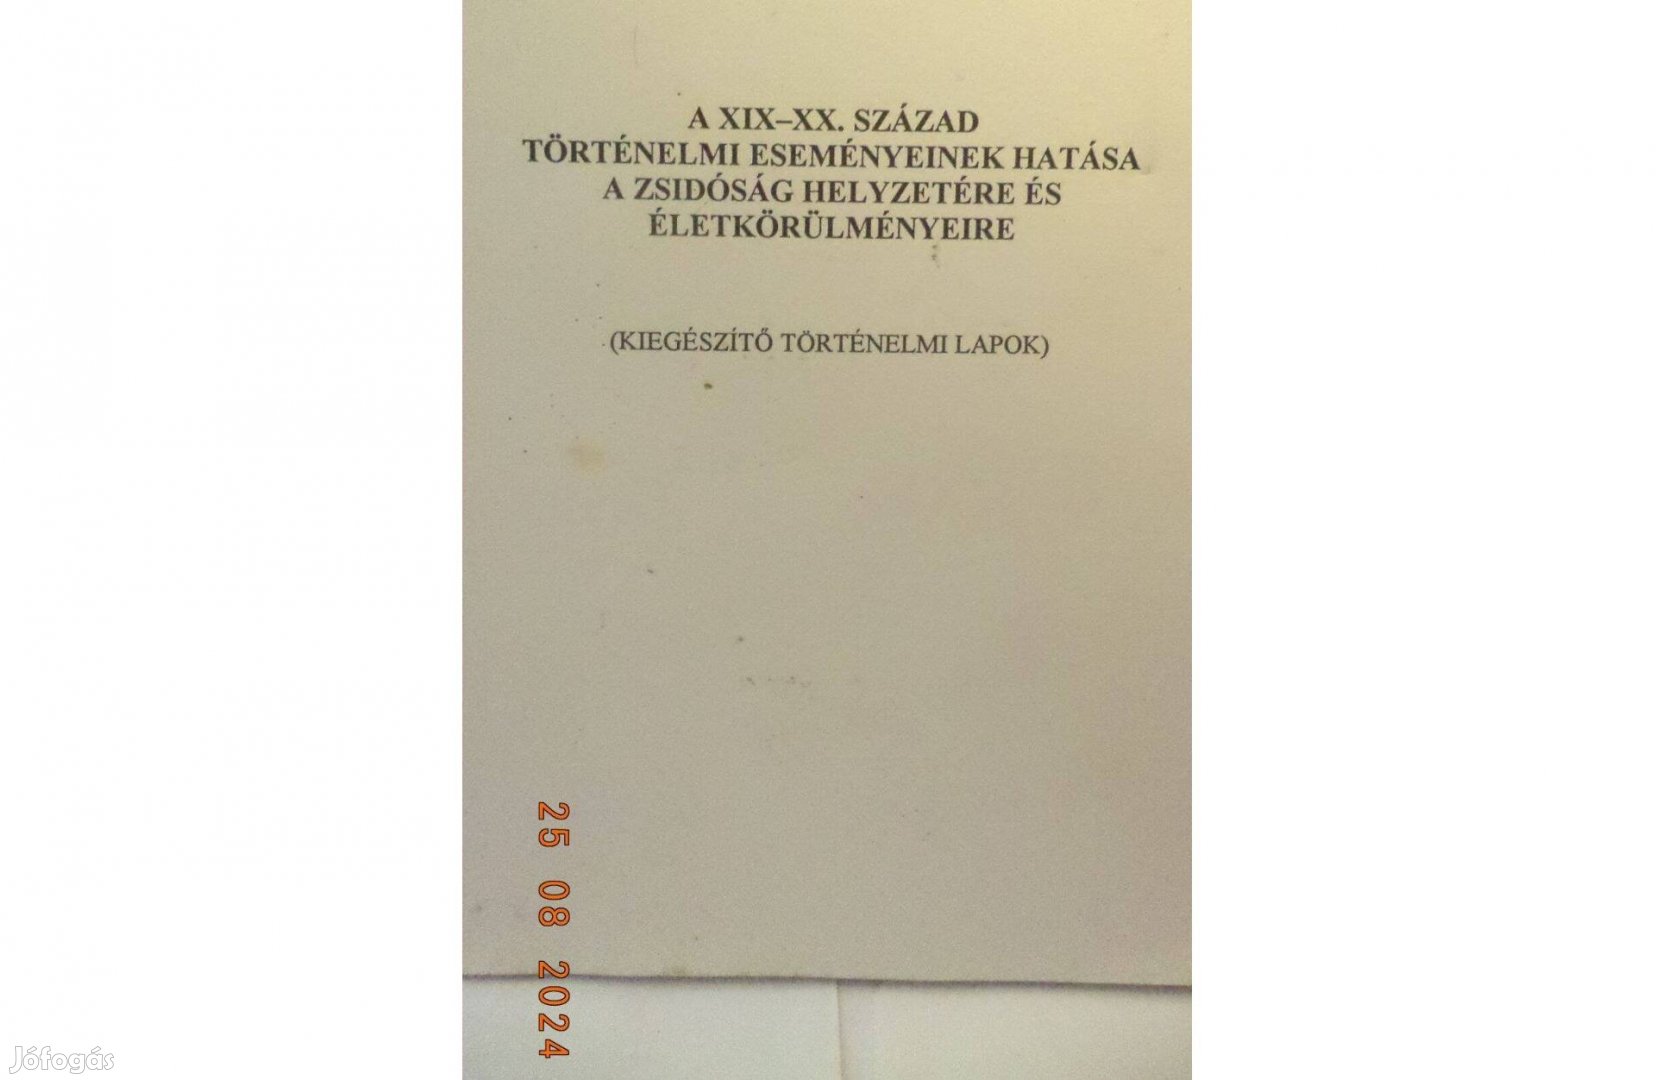 A XIX–XX. SZÁZAD
TÖRTÉNELMI ESEMÉNYEINEK HATÁSA
A ZSIDÓSÁG HELYZETÉRE ÉS
ÉLETKÖRÜLMÉNYEIRE
(KIEGÉSZÍTŐ TÖRTÉNELMI LAPOK)
25 08 2024
Jófogás